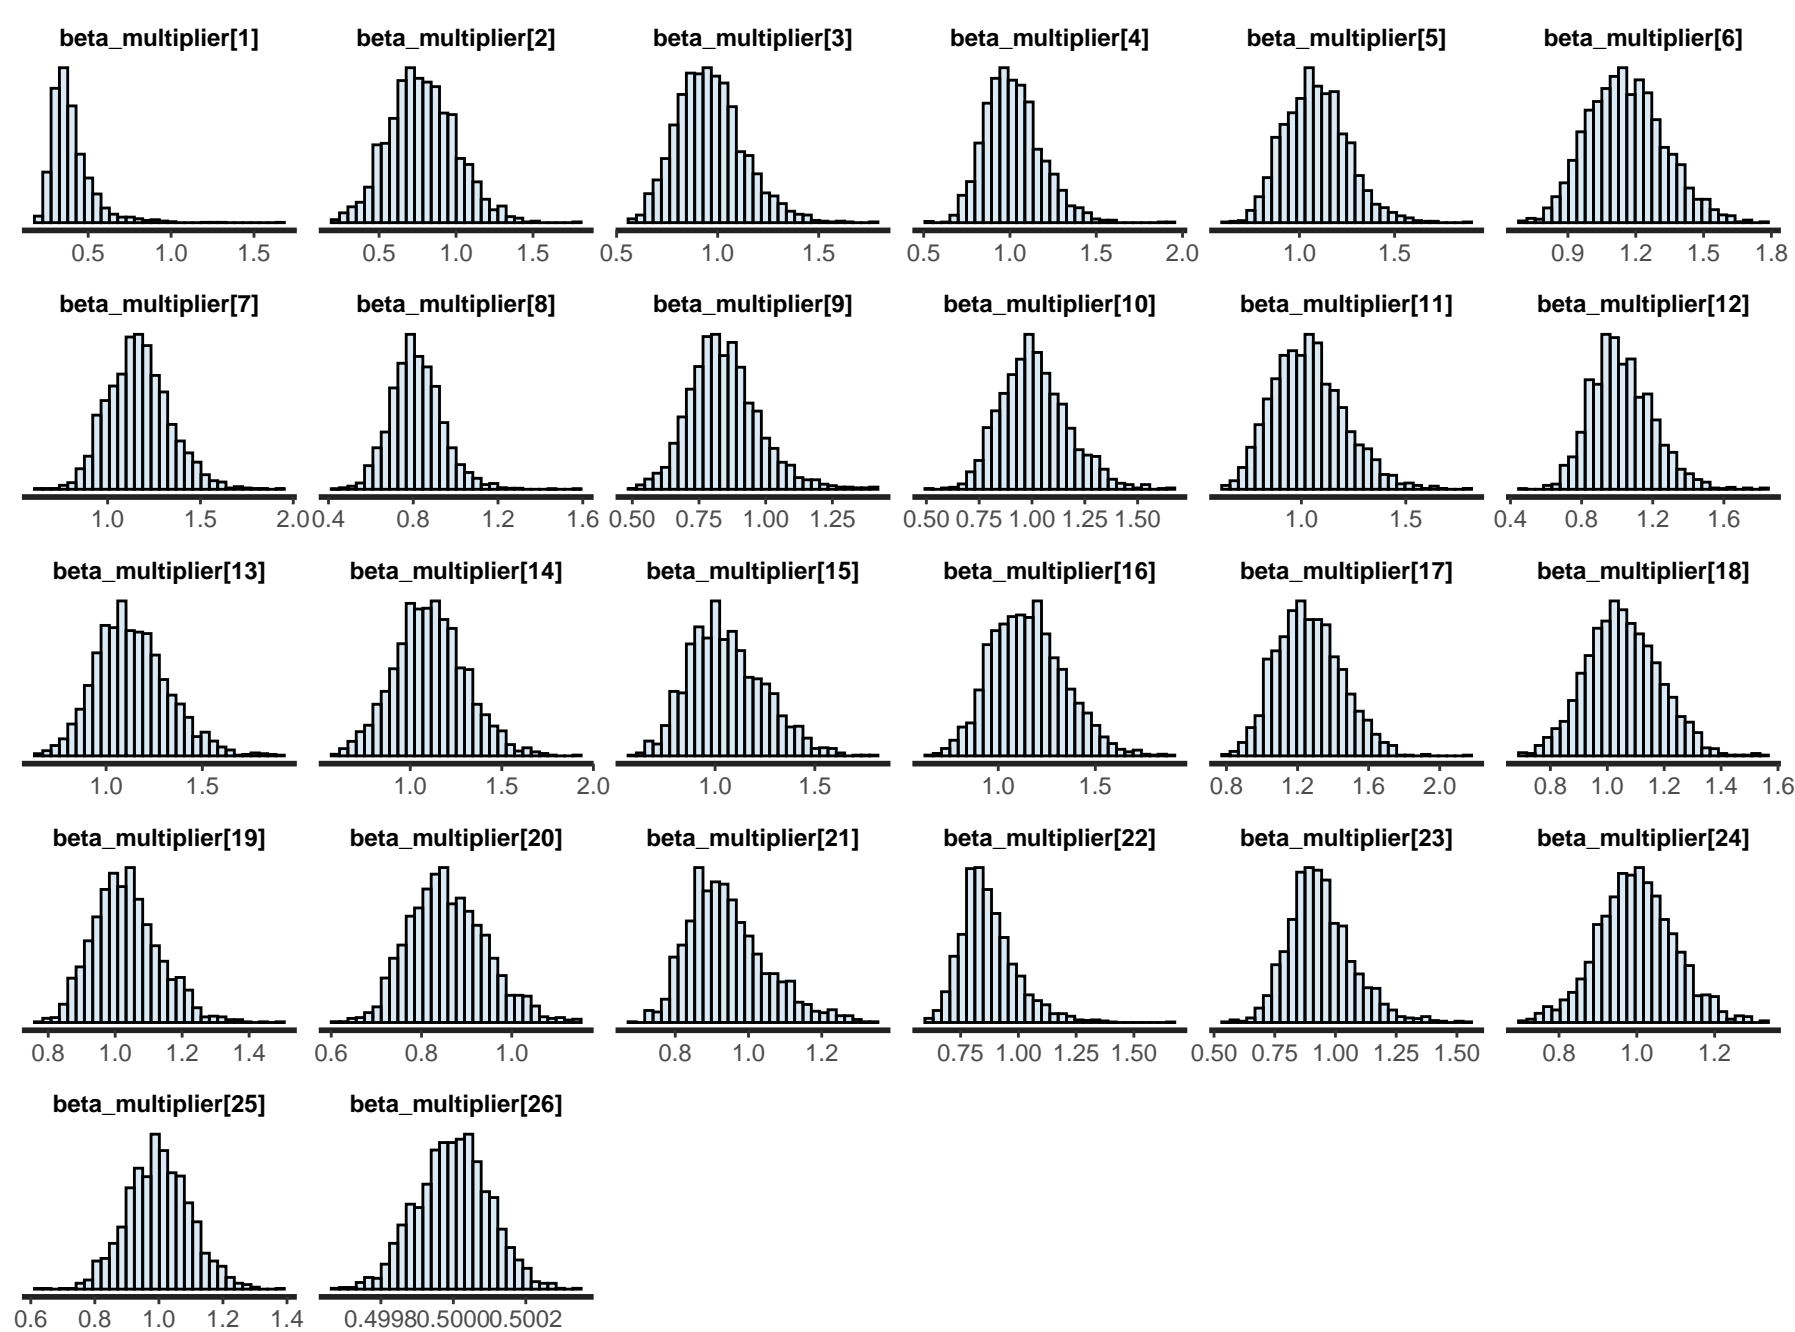 beta_multiplier[1] beta_multiplier[2] beta_multiplier[3] beta_multiplier[4] beta_multiplier[5] beta_multiplier[6]
0.5 1.0 1.5 0.5 1.0 1.5 0.5 1.0 1.5 0.5 1.0 1.5 2.0 1.0 1.5 0.9 1.2 1.5 1.8
beta_multiplier[7] beta_multiplier[8] beta_multiplier[9] beta_multiplier[10] beta_multiplier[11] beta_multiplier[12]
1.0 1.5 2.0 0.4 0.8 1.2 1.6 0.50 0.75 1.00 1.25 0.50 0.75 1.00 1.25 1.50 1.0 1.5 0.4 0.8 1.2 1.6
beta_multiplier[13] beta_multiplier[14] beta_multiplier[15] beta_multiplier[16] beta_multiplier[17] beta_multiplier[18]
1.0 1.5 1.0 1.5 2.0 1.0 1.5 1.0 1.5 0.8 1.2 1.6 2.0 0.8 1.0 1.2 1.4 1.6
beta_multiplier[19] beta_multiplier[20] beta_multiplier[21] beta_multiplier[22] beta_multiplier[23] beta_multiplier[24]
0.8 1.0 1.2 1.4 0.6 0.8 1.0 0.8 1.0 1.2 0.75 1.00 1.25 1.50 0.50 0.75 1.00 1.25 1.50 0.8 1.0 1.2
beta_multiplier[25] beta_multiplier[26]
0.6 0.8 1.0 1.2 1.4 0.4998 0.5000 0.5002